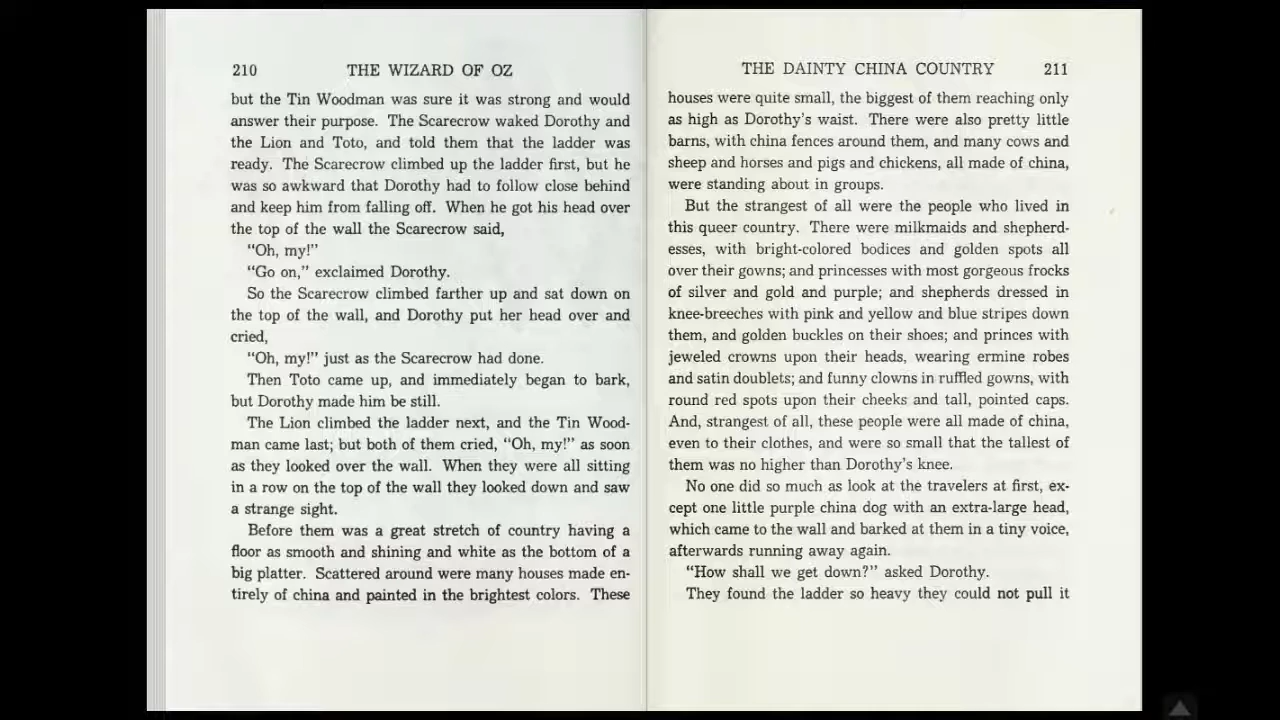 210 THE WIZARD OF OZ
but the Tin Woodman was sure it was strong and would
answer their purpose. The Scarecrow waked Dorothy and
the Lion and Toto, and told them that the ladder was
ready. The Scarecrow climbed up the ladder first, but he
was so awkward that Dorothy had to follow close behind
and keep him from falling off. When he got his head over
the top of the wall the Scarecrow said,
"Oh, my!"
"Go on," exclaimed Dorothy.
So the Scarecrow climbed farther up and sat down on
the top of the wall, and Dorothy put her head over and
cried,
"Oh, my!" just as the Scarecrow had done.
Then Toto came up, and immediately began to bark,
but Dorothy made him be still.
The Lion climbed the ladder next, and the Tin Wood-
man came last; but both of them cried, "Oh, my!" as soon
as they looked over the wall. When they were all sitting
in a row on the top of the wall they looked down and saw
a strange sight.
Before them was a great stretch of country having a
floor as smooth and shining and white as the bottom of a
big platter. Scattered around were many houses made en-
tirely of china and painted in the brightest colors. These
THE DAINTY CHINA COUNTRY 211
houses were quite small, the biggest of them reaching only
as high as Dorothy's waist. There were also pretty little
barns, with china fences around them, and many cows and
sheep and horses and pigs and chickens, all made of china,
were standing about in groups.
But the strangest of all were the people who lived in
this queer country. There were milkmaids and shepherd-
esses, with bright-colored bodices and golden spots all
over their gowns; and princesses with most gorgeous frocks
of silver and gold and purple; and shepherds dressed in
knee-breeches with pink and yellow and blue stripes down
them, and golden buckles on their shoes; and princes with
jeweled crowns upon their heads, wearing ermine robes
and satin doublets; and funny clowns in ruffled gowns, with
round red spots upon their cheeks and tall, pointed caps.
And, strangest of all, these people were all made of china,
even to their clothes, and were so small that the tallest of
them was no higher than Dorothy's knee.
No one did so much as look at the travelers at first, ex-
cept one little purple china dog with an extra-large head,
which came to the wall and barked at them in a tiny voice,
afterwards running away again.
"How shall we get down?" asked Dorothy.
They found the ladder so heavy they could not pull it